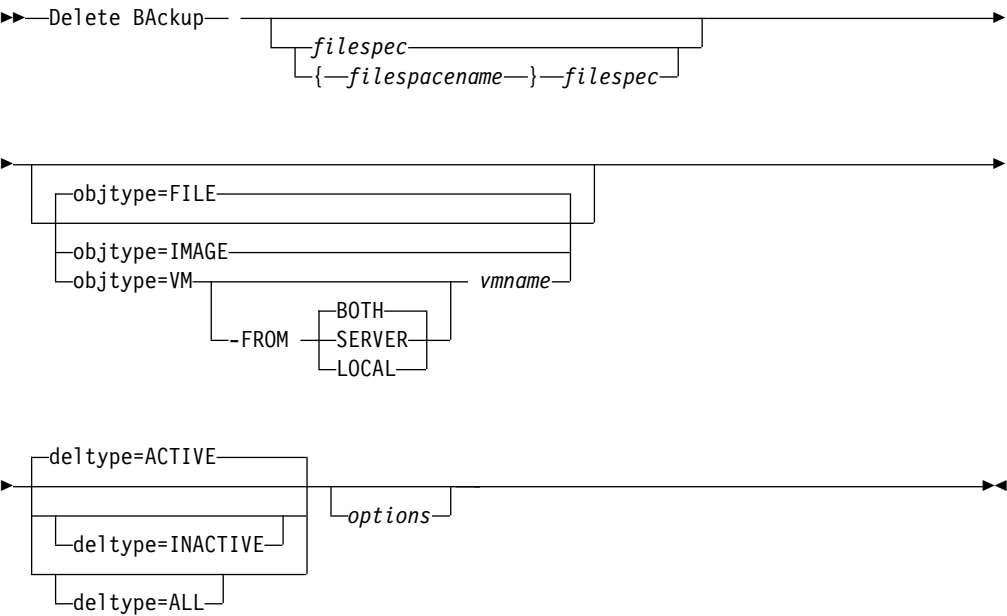 Delete BAckup
filespec
{ filespacename } filespec
objtype=FILE
objtype=IMAGE
objtype=VM vmname
BOTH
-FROM SERVER
LOCAL
deltype=ACTIVE
options
deltype=INACTIVE
deltype=ALL